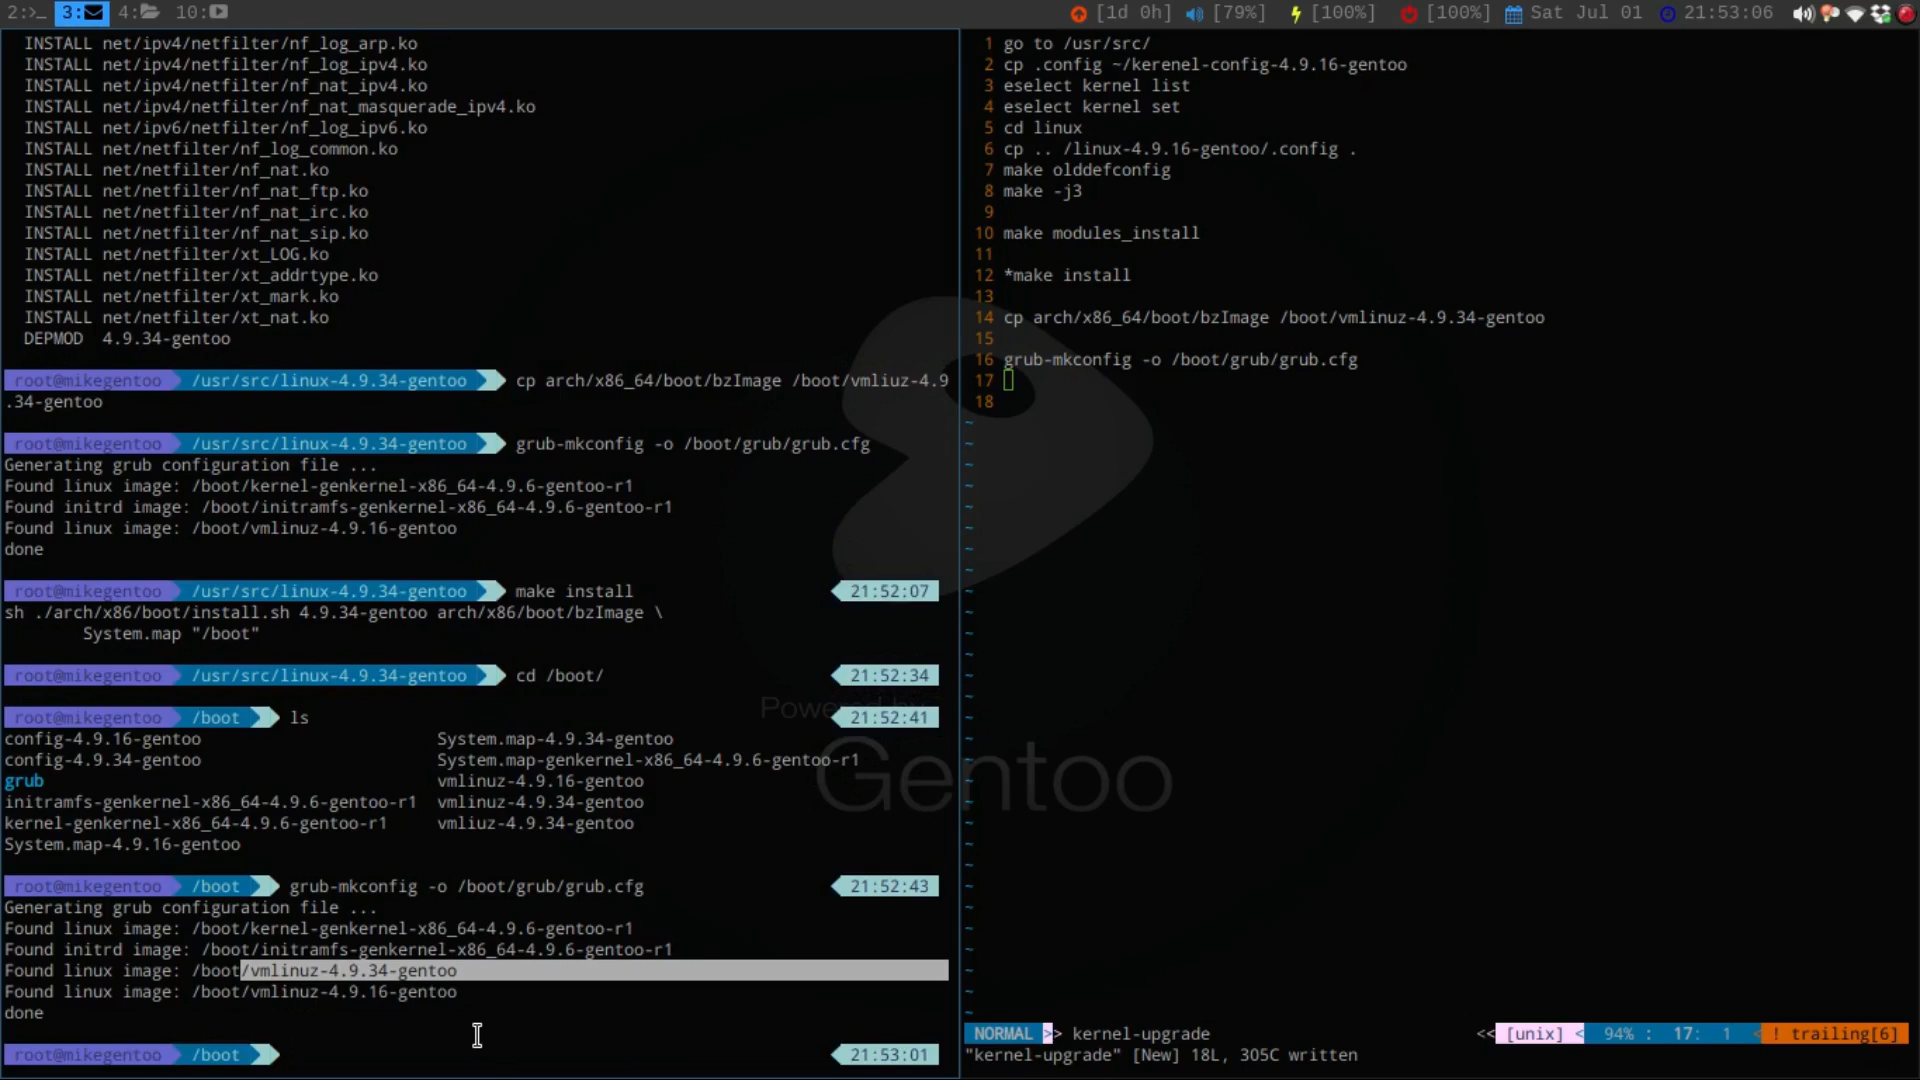 2:>_ 3: 4: 10: [1d 0h] [79%] [100%] [100%] Sat Jul 01 21:53:06
INSTALL net/ipv4/netfilter/nf_log_arp.ko
INSTALL net/ipv4/netfilter/nf_log_ipv4.ko
INSTALL net/ipv4/netfilter/nf_nat_ipv4.ko
INSTALL net/ipv4/netfilter/nf_nat_masquerade_ipv4.ko
INSTALL net/ipv6/netfilter/nf_log_ipv6.ko
INSTALL net/netfilter/nf_log_common.ko
INSTALL net/netfilter/nf_nat.ko
INSTALL net/netfilter/nf_nat_ftp.ko
INSTALL net/netfilter/nf_nat_irc.ko
INSTALL net/netfilter/nf_nat_sip.ko
INSTALL net/netfilter/xt_LOG.ko
INSTALL net/netfilter/xt_addrtype.ko
INSTALL net/netfilter/xt_mark.ko
INSTALL net/netfilter/xt_nat.ko
DEPMOD 4.9.34-gentoo
root@mikegentoo /usr/src/linux-4.9.34-gentoo cp arch/x86_64/boot/bzImage /boot/vmliuz-4.9
.34-gentoo
root@mikegentoo /usr/src/linux-4.9.34-gentoo grub-mkconfig -o /boot/grub/grub.cfg
Generating grub configuration file ...
Found linux image: /boot/kernel-genkernel-x86_64-4.9.6-gentoo-r1
Found initrd image: /boot/initramfs-genkernel-x86_64-4.9.6-gentoo-r1
Found linux image: /boot/vmlinuz-4.9.16-gentoo
done
root@mikegentoo /usr/src/linux-4.9.34-gentoo make install 21:52:07
sh ./arch/x86/boot/install.sh 4.9.34-gentoo arch/x86/boot/bzImage \
System.map "/boot"
root@mikegentoo /usr/src/linux-4.9.34-gentoo cd /boot/ 21:52:34
root@mikegentoo /boot ls 21:52:41
config-4.9.16-gentoo System.map-4.9.34-gentoo
config-4.9.34-gentoo System.map-genkernel-x86_64-4.9.6-gentoo-r1
grub vmlinuz-4.9.16-gentoo
initramfs-genkernel-x86_64-4.9.6-gentoo-r1 vmlinuz-4.9.34-gentoo
kernel-genkernel-x86_64-4.9.6-gentoo-r1 vmliuz-4.9.34-gentoo
System.map-4.9.16-gentoo
root@mikegentoo /boot grub-mkconfig -o /boot/grub/grub.cfg 21:52:43
Generating grub configuration file ...
Found linux image: /boot/kernel-genkernel-x86_64-4.9.6-gentoo-r1
Found initrd image: /boot/initramfs-genkernel-x86_64-4.9.6-gentoo-r1
Found linux image: /boot/vmlinuz-4.9.34-gentoo
Found linux image: /boot/vmlinuz-4.9.16-gentoo
done
root@mikegentoo /boot 21:53:01
1 go to /usr/src/
2 cp .config ~/kerenel-config-4.9.16-gentoo
3 eselect kernel list
4 eselect kernel set
5 cd linux
6 cp .. /linux-4.9.16-gentoo/.config .
7 make olddefconfig
8 make -j3
9
10 make modules_install
11
12 *make install
13
14 cp arch/x86_64/boot/bzImage /boot/vmlinuz-4.9.34-gentoo
15
16 grub-mkconfig -o /boot/grub/grub.cfg
17
18
Powered by
Gentoo
NORMAL >> kernel-upgrade << [unix] < 94% : 17: 1 < ! trailing[6]
"kernel-upgrade" [New] 18L, 305C written